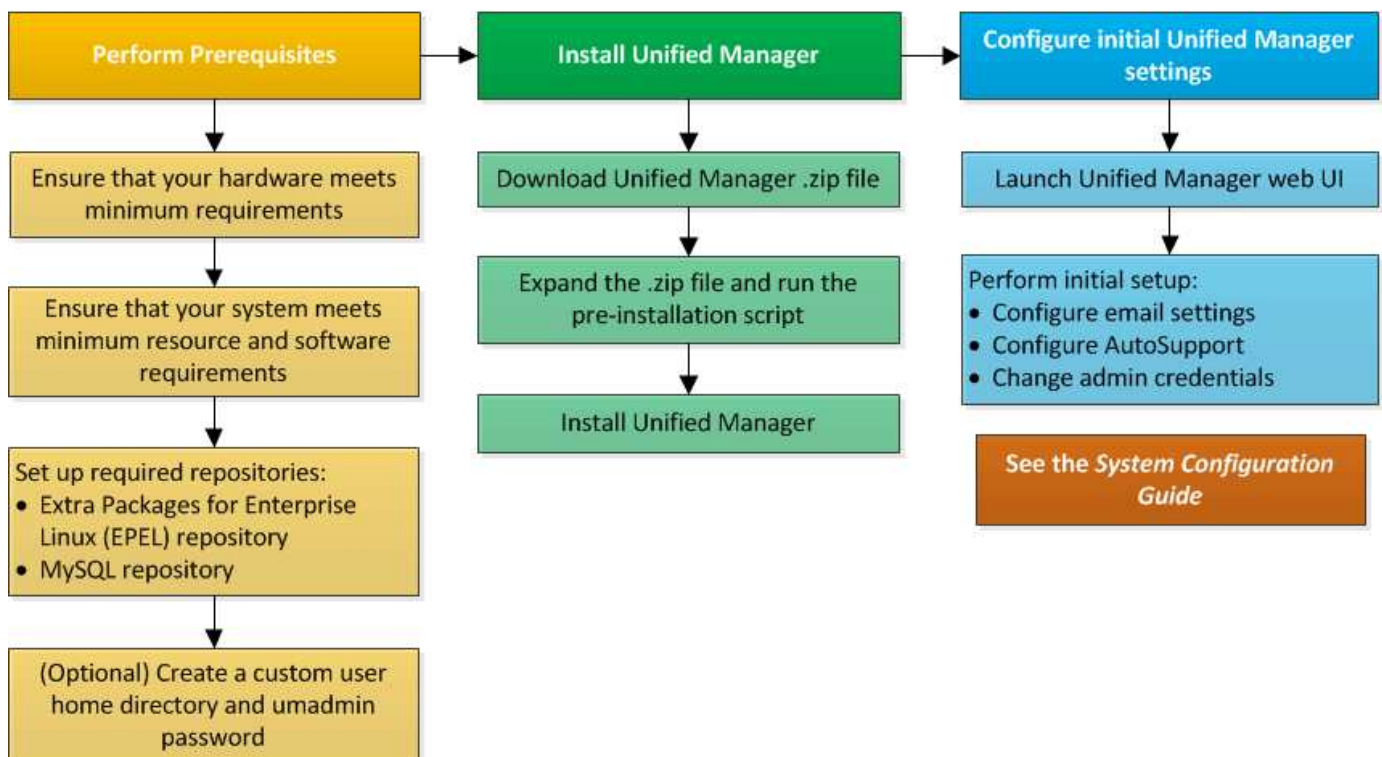 Perform Prerequisites
Ensure that your hardware meets
minimum requirements
Ensure that your system meets
minimum resource and software
requirements
Set up required repositories:
• Extra Packages for Enterprise
Linux (EPEL) repository
• MySQL repository
(Optional) Create a custom user
home directory and umadmin
password
Install Unified Manager
Download Unified Manager .zip file
Expand the .zip file and run the
pre-installation script
Install Unified Manager
Configure initial Unified Manager
settings
Launch Unified Manager web UI
Perform initial setup:
• Configure email settings
• Configure AutoSupport
• Change admin credentials
See the System Configuration
Guide